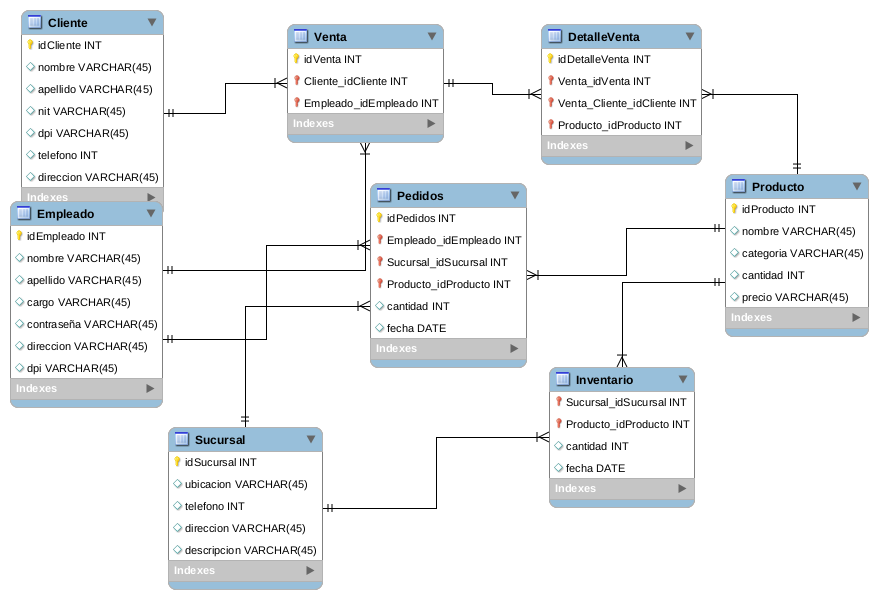 Cliente
idCliente INT
nombre VARCHAR(45)
apellido VARCHAR(45)
nit VARCHAR(45)
dpi VARCHAR(45)
telefono INT
direccion VARCHAR(45)
Indexes
Empleado
idEmpleado INT
nombre VARCHAR(45)
apellido VARCHAR(45)
cargo VARCHAR(45)
contraseña VARCHAR(45)
direccion VARCHAR(45)
dpi VARCHAR(45)
Indexes
Venta
idVenta INT
Cliente_idCliente INT
Empleado_idEmpleado INT
Indexes
DetalleVenta
idDetalleVenta INT
Venta_idVenta INT
Venta_Cliente_idCliente INT
Producto_idProducto INT
Indexes
Pedidos
idPedidos INT
Empleado_idEmpleado INT
Sucursal_idSucursal INT
Producto_idProducto INT
cantidad INT
fecha DATE
Indexes
Producto
idProducto INT
nombre VARCHAR(45)
categoria VARCHAR(45)
cantidad INT
precio VARCHAR(45)
Indexes
Inventario
Sucursal_idSucursal INT
Producto_idProducto INT
cantidad INT
fecha DATE
Indexes
Sucursal
idSucursal INT
ubicacion VARCHAR(45)
telefono INT
direccion VARCHAR(45)
descripcion VARCHAR(45)
Indexes